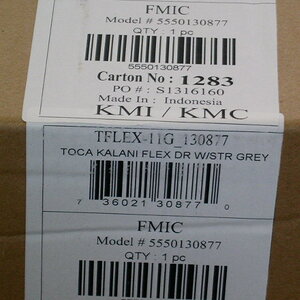 FMIC
Model # 5550130877
QTY : 1 pc
5550130877
Carton No : 1283
PO # : S1316160
Made In : Indonesia
KMI / KMC
TFLEX-11G_130877
TOCA KALANI FLEX DR W/STR GREY
7 36021 30877 0
FMIC
Model # 5550130877
QTY : 1 pc